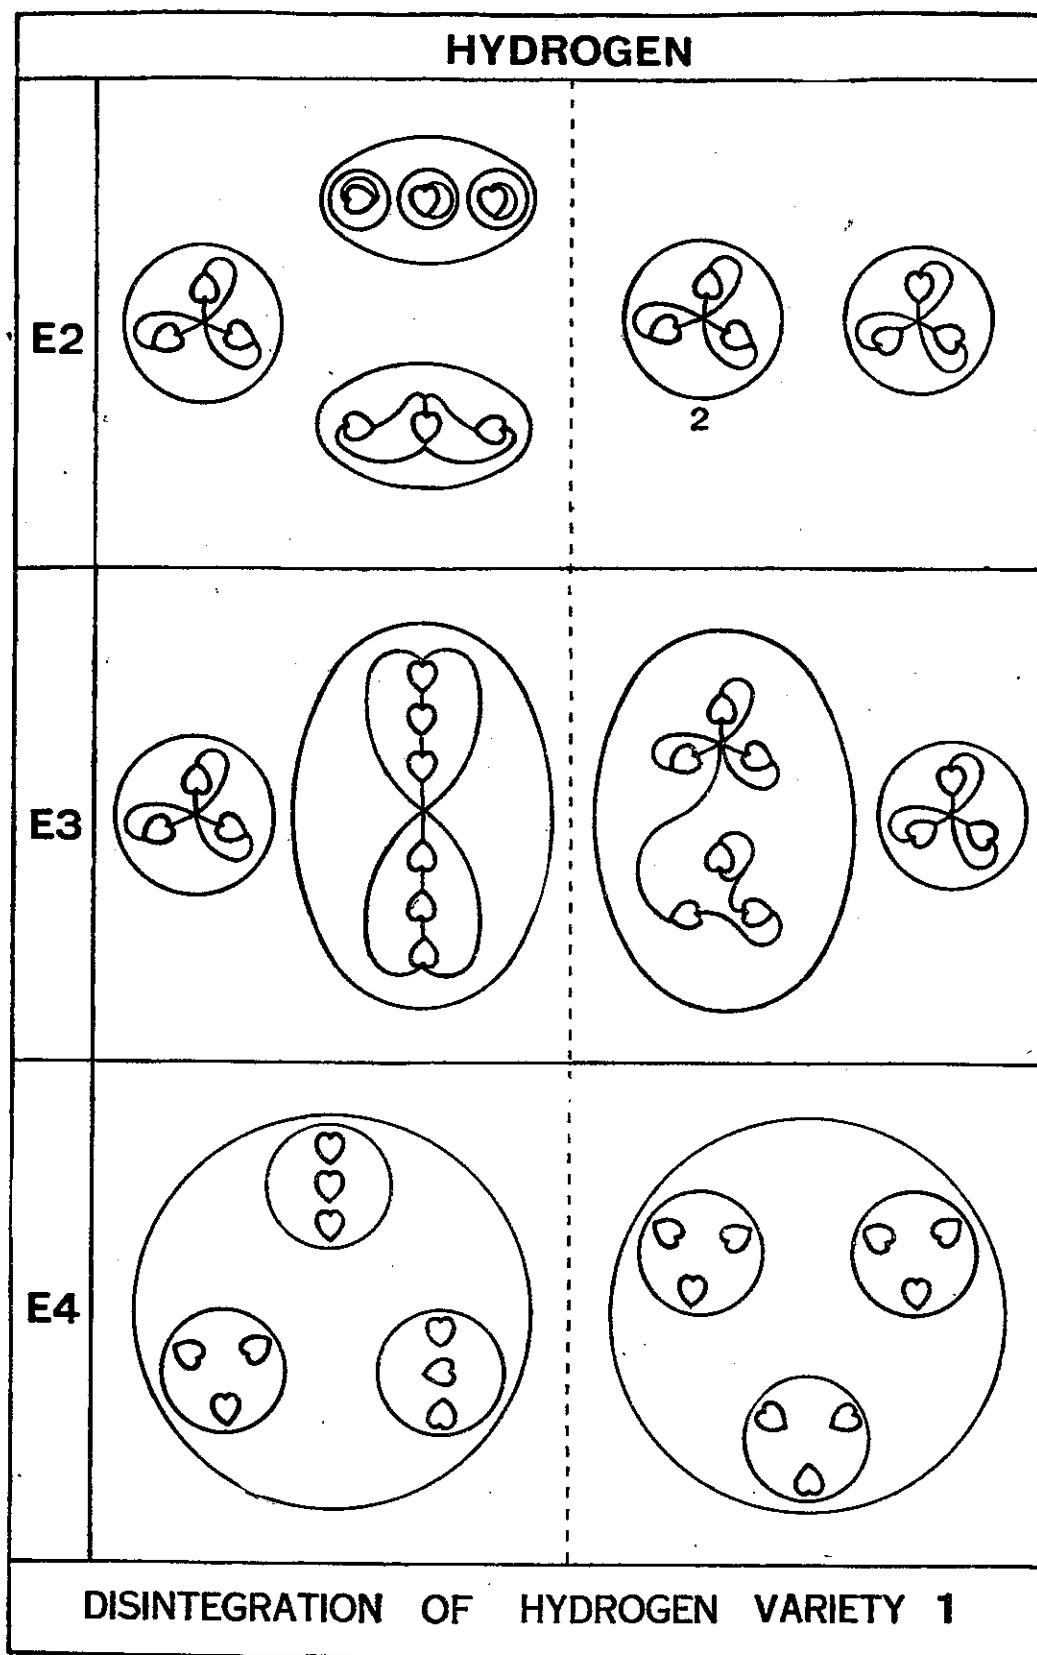 HYDROGEN
E2
2
E3
E4
DISINTEGRATION OF HYDROGEN VARIETY 1